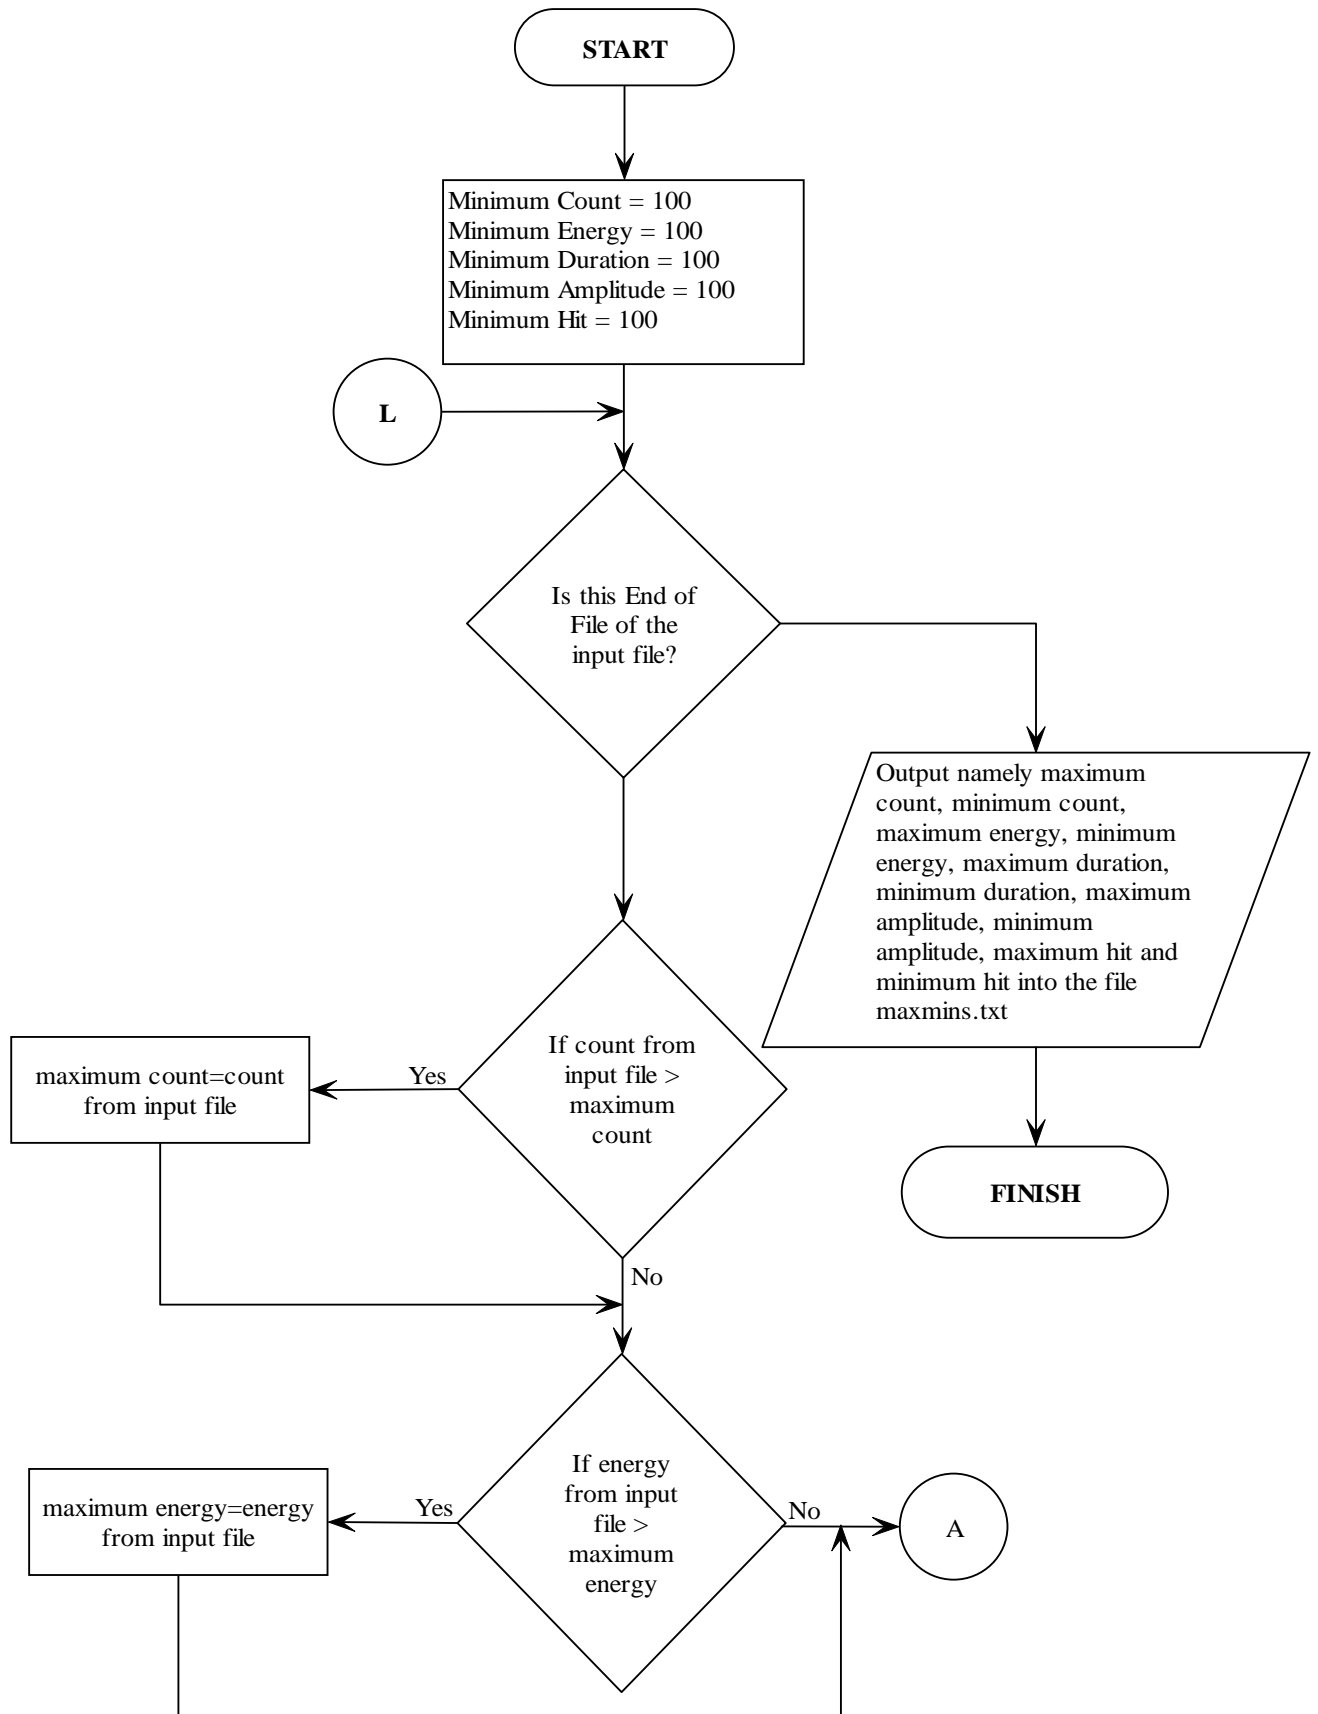 START
Minimum Count = 100
Minimum Energy = 100
Minimum Duration = 100
Minimum Amplitude = 100
Minimum Hit = 100
L
Is this End of
File of the
input file?
Output namely maximum
count, minimum count,
maximum energy, minimum
energy, maximum duration,
minimum duration, maximum
amplitude, minimum
amplitude, maximum hit and
minimum hit into the file
maxmins.txt
If count from
input file >
maximum
count
Yes
maximum count=count
from input file
FINISH
No
If energy
from input
file >
maximum
energy
Yes
maximum energy=energy
from input file
No
A